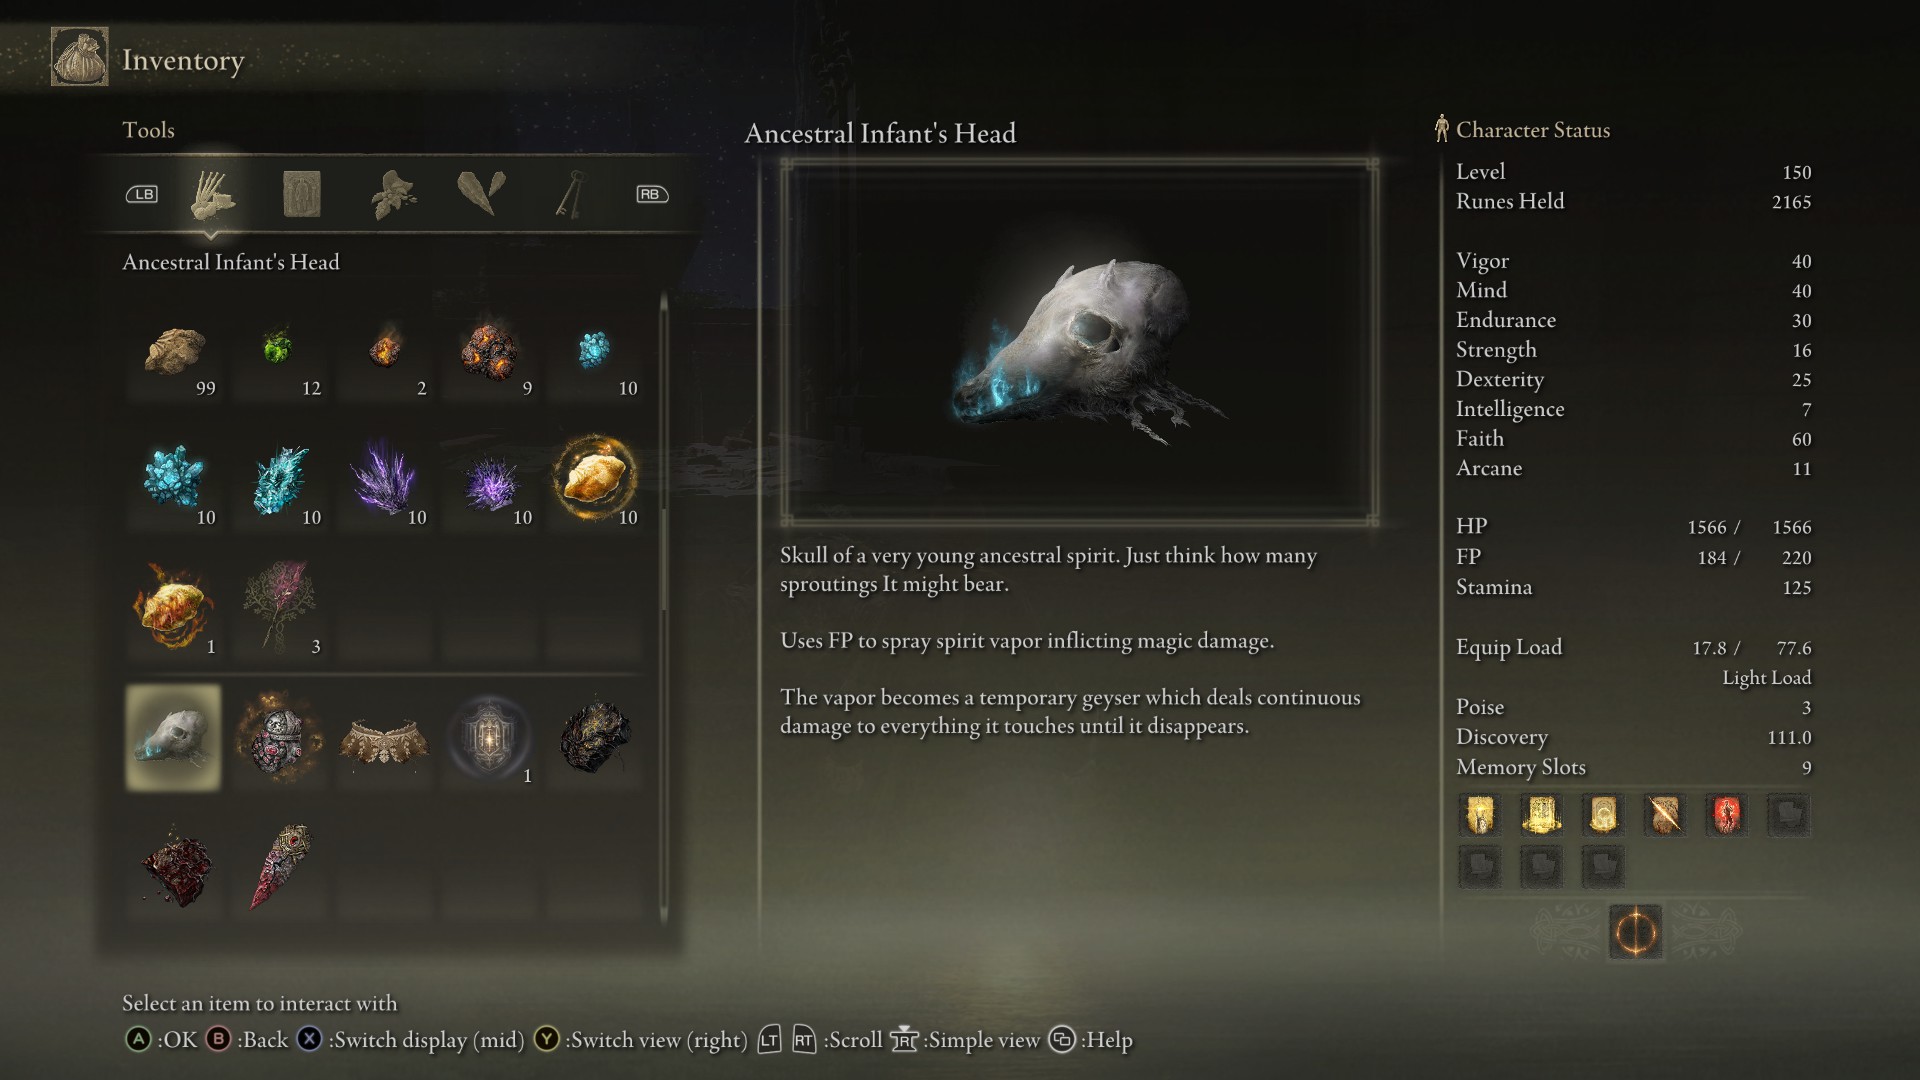 Inventory
Tools
LB
RB
Ancestral Infant's Head
99
12
2
9
10
10
10
10
10
10
1
3
1
Ancestral Infant's Head
Skull of a very young ancestral spirit. Just think how many
sproutings It might bear.
Uses FP to spray spirit vapor inflicting magic damage.
The vapor becomes a temporary geyser which deals continuous
damage to everything it touches until it disappears.
Character Status
Level 150
Runes Held 2165
Vigor 40
Mind 40
Endurance 30
Strength 16
Dexterity 25
Intelligence 7
Faith 60
Arcane 11
HP 1566 / 1566
FP 184 / 220
Stamina 125
Equip Load 17.8 / 77.6
Light Load
Poise 3
Discovery 111.0
Memory Slots 9
Select an item to interact with
A :OK B :Back X :Switch display (mid) Y :Switch view (right) LT RT :Scroll R :Simple view :Help